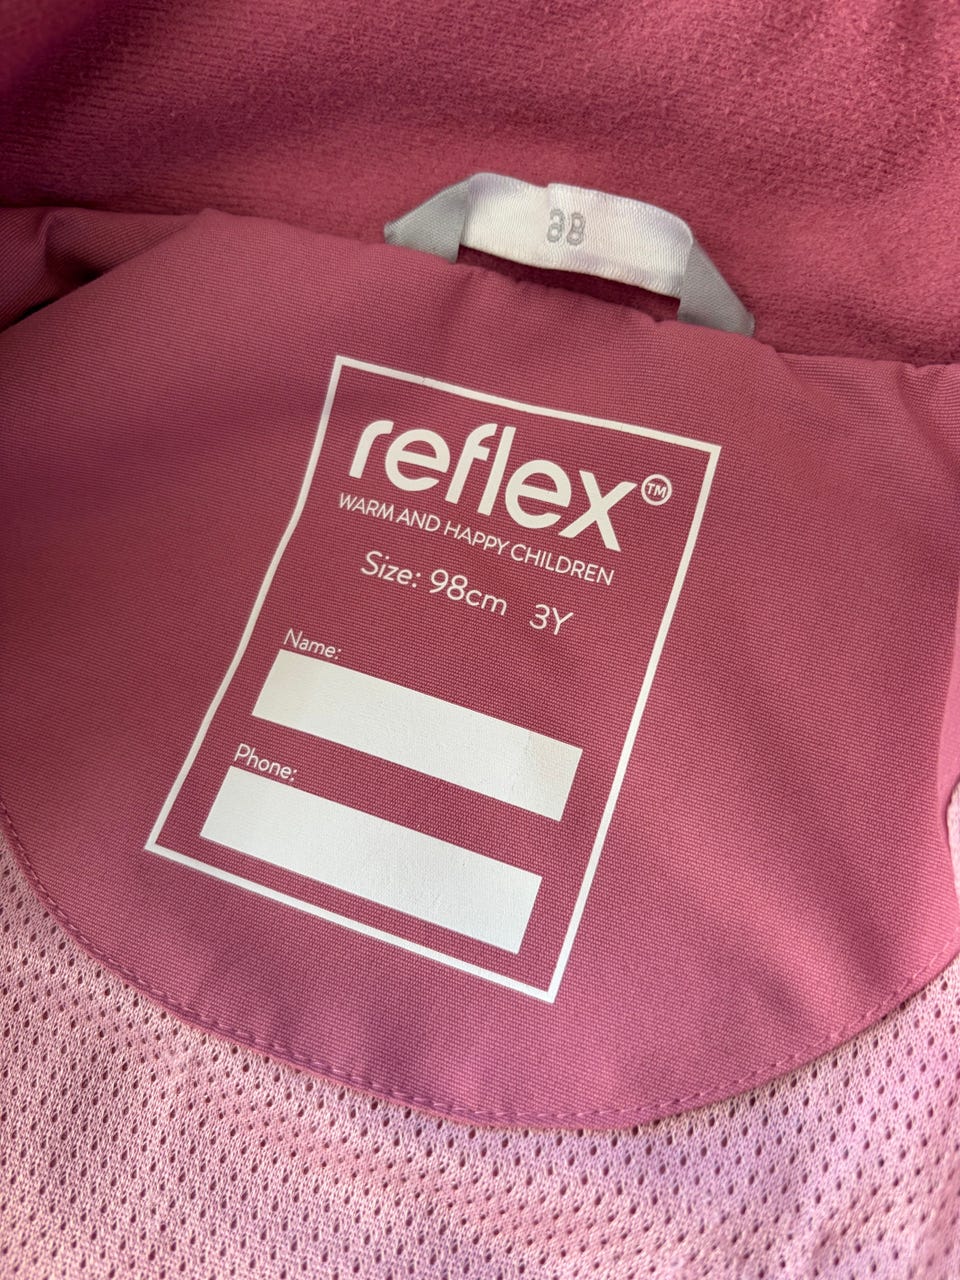 98
reflex™
WARM AND HAPPY CHILDREN
Size: 98cm 3Y
Name:
Phone: